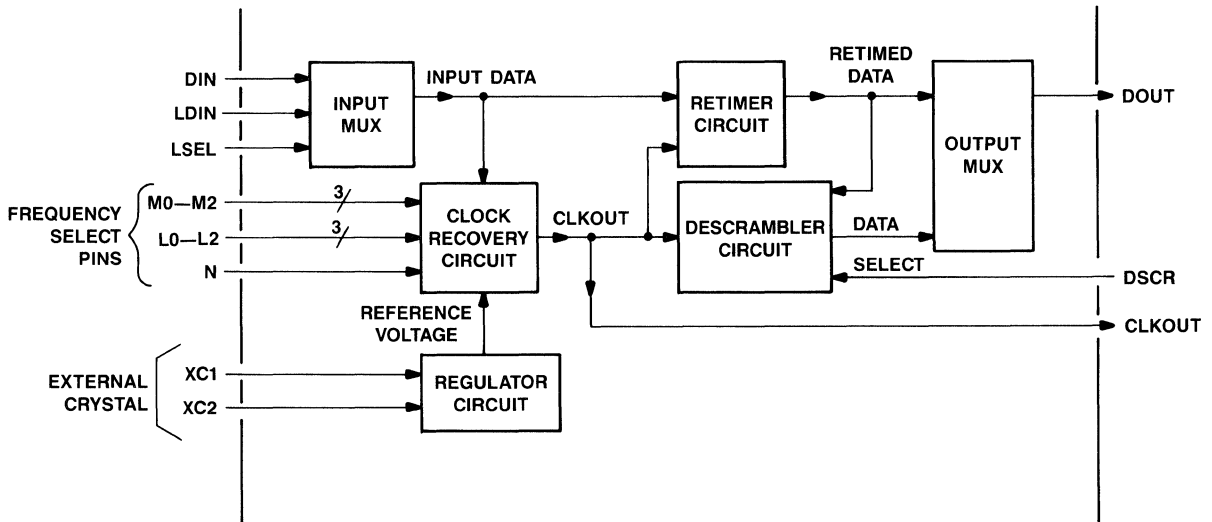 DIN
LDIN
LSEL
INPUT
MUX
INPUT DATA
RETIMER
CIRCUIT
RETIMED
DATA
OUTPUT
MUX
DOUT
FREQUENCY
SELECT
PINS
M0—M2
3
L0—L2
3
N
CLOCK
RECOVERY
CIRCUIT
CLKOUT
DESCRAMBLER
CIRCUIT
DATA
SELECT
DSCR
CLKOUT
REFERENCE
VOLTAGE
EXTERNAL
CRYSTAL
XC1
XC2
REGULATOR
CIRCUIT